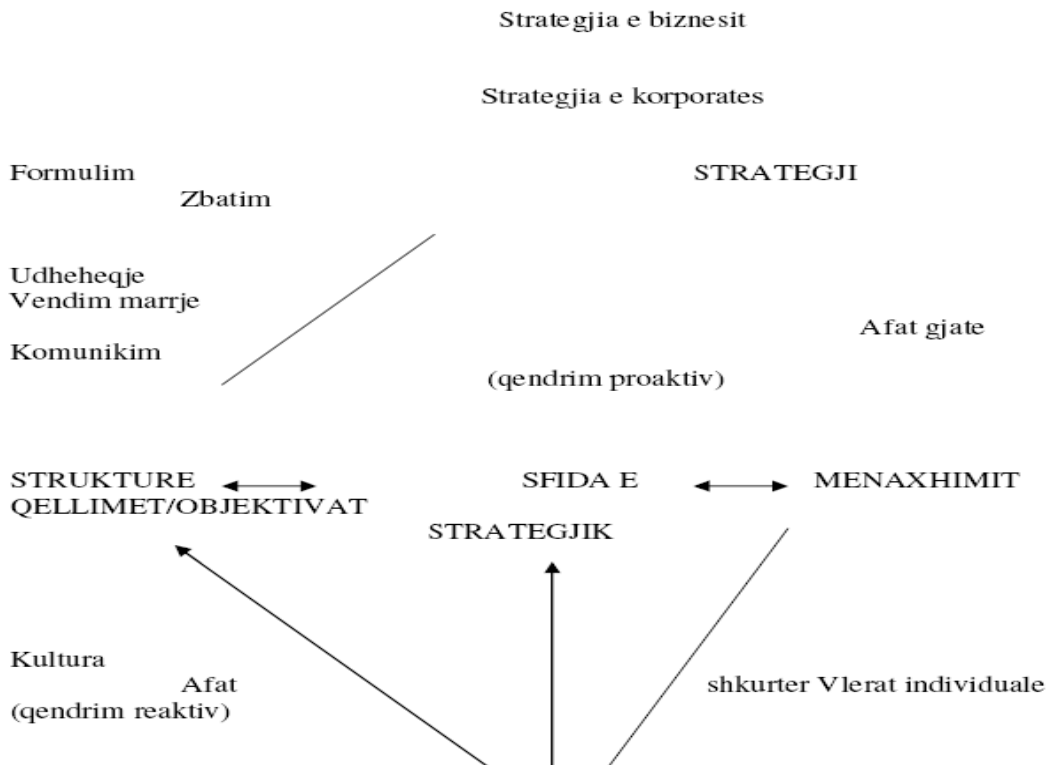 Strategjia e biznesit
Strategjia e korporates
Formulim STRATEGJI
Zbatim
Udheheqje
Vendim marrje
Afat gjate
Komunikim
(qendrim proaktiv)
STRUKTURE SFIDA E MENAXHIMIT
QELLIMET/OBJEKTIVAT
STRATEGJIK
Kultura
Afat shkurter Vlerat individuale
(qendrim reaktiv)